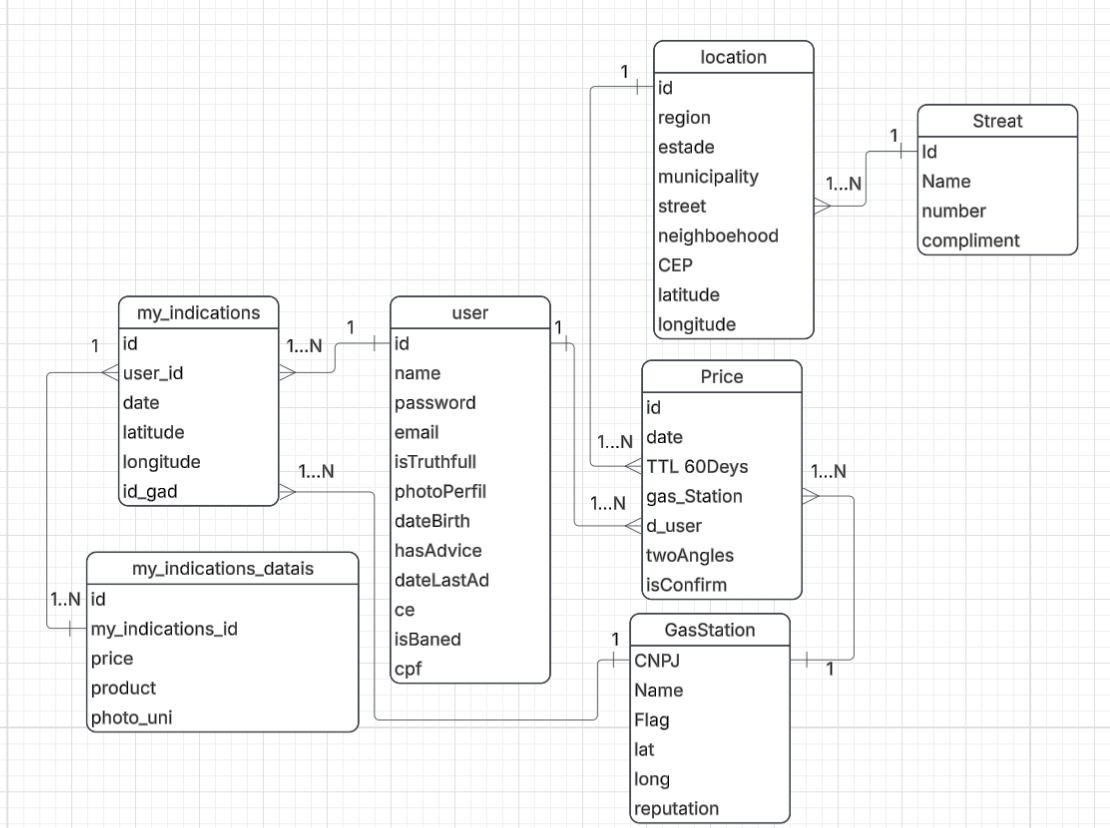 location
1
id
region
estade
municipality
street
neighboehood
CEP
latitude
longitude
1...N
Streat
1
Id
Name
number
compliment
my_indications
1
id
1...N
user_id
date
latitude
longitude
id_gad
1...N
user
1
1
id
name
password
email
isTruthfull
photoPerfil
dateBirth
hasAdvice
dateLastAd
ce
isBaned
cpf
Price
id
date
1...N
TTL 60Deys
1...N
gas_Station
1...N
d_user
twoAngles
isConfirm
my_indications_datais
1..N
id
my_indications_id
price
product
photo_uni
GasStation
1
CNPJ
1
Name
Flag
lat
long
reputation